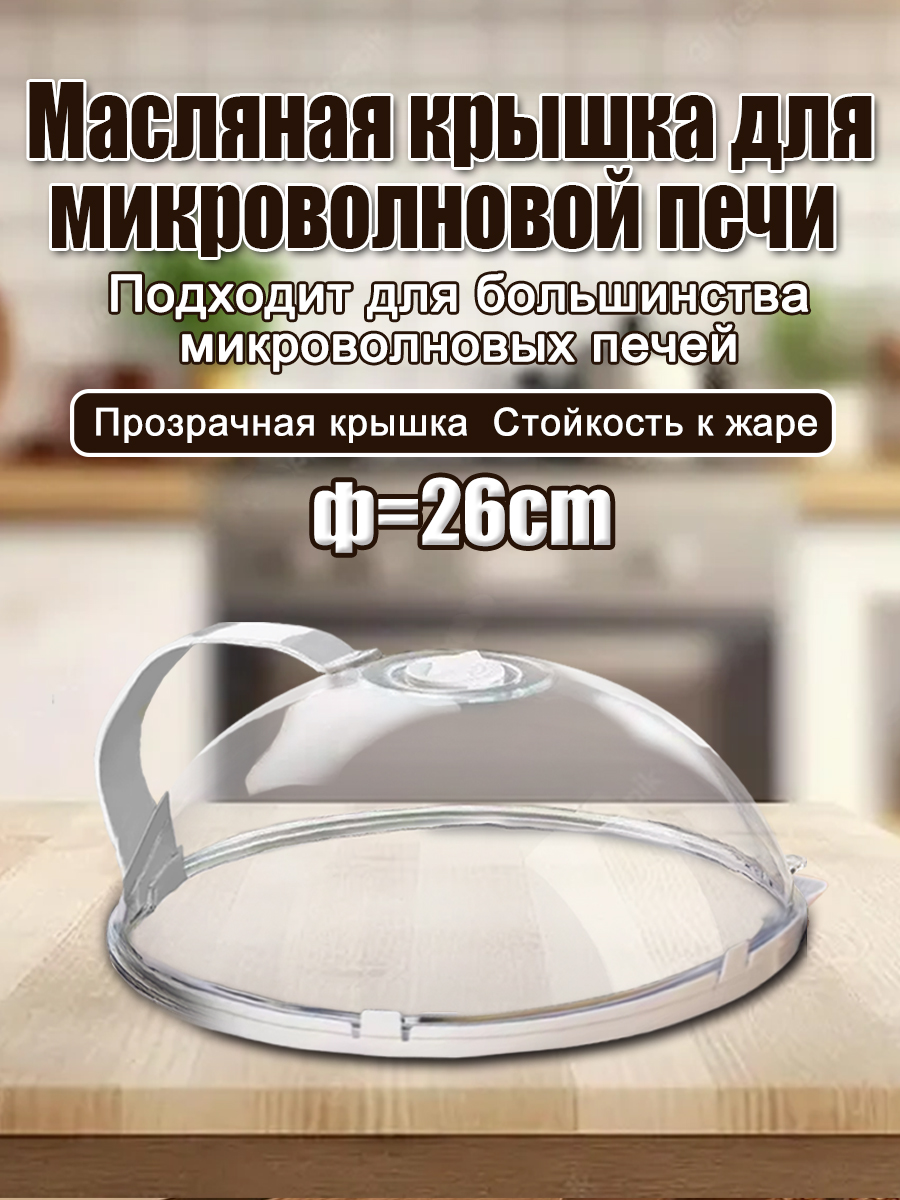 Масляная крышка для
микроволновой печи
Подходит для большинства
микроволновых печей
Прозрачная крышка Стойкость к жаре
ф=26cm